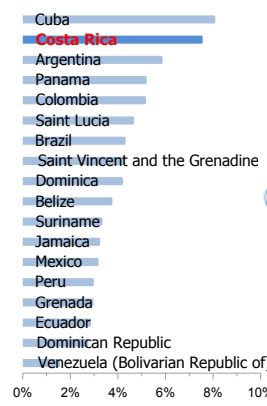 Cuba
Costa Rica
Argentina
Panama
Colombia
Saint Lucia
Brazil
Saint Vincent and the Grenadine
Dominica
Belize
Suriname
Jamaica
Mexico
Peru
Grenada
Ecuador
Dominican Republic
Venezuela (Bolivarian Republic of)
0% 2% 4% 6% 8% 10%